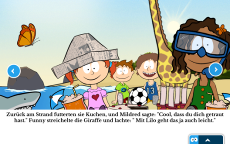 Zurück am Strand futterten sie Kuchen, und Mildred sagte: "Cool, dass du dich getraut
hast." Funny streichelte die Giraffe und lachte: " Mit Lilo geht das ja auch leicht."